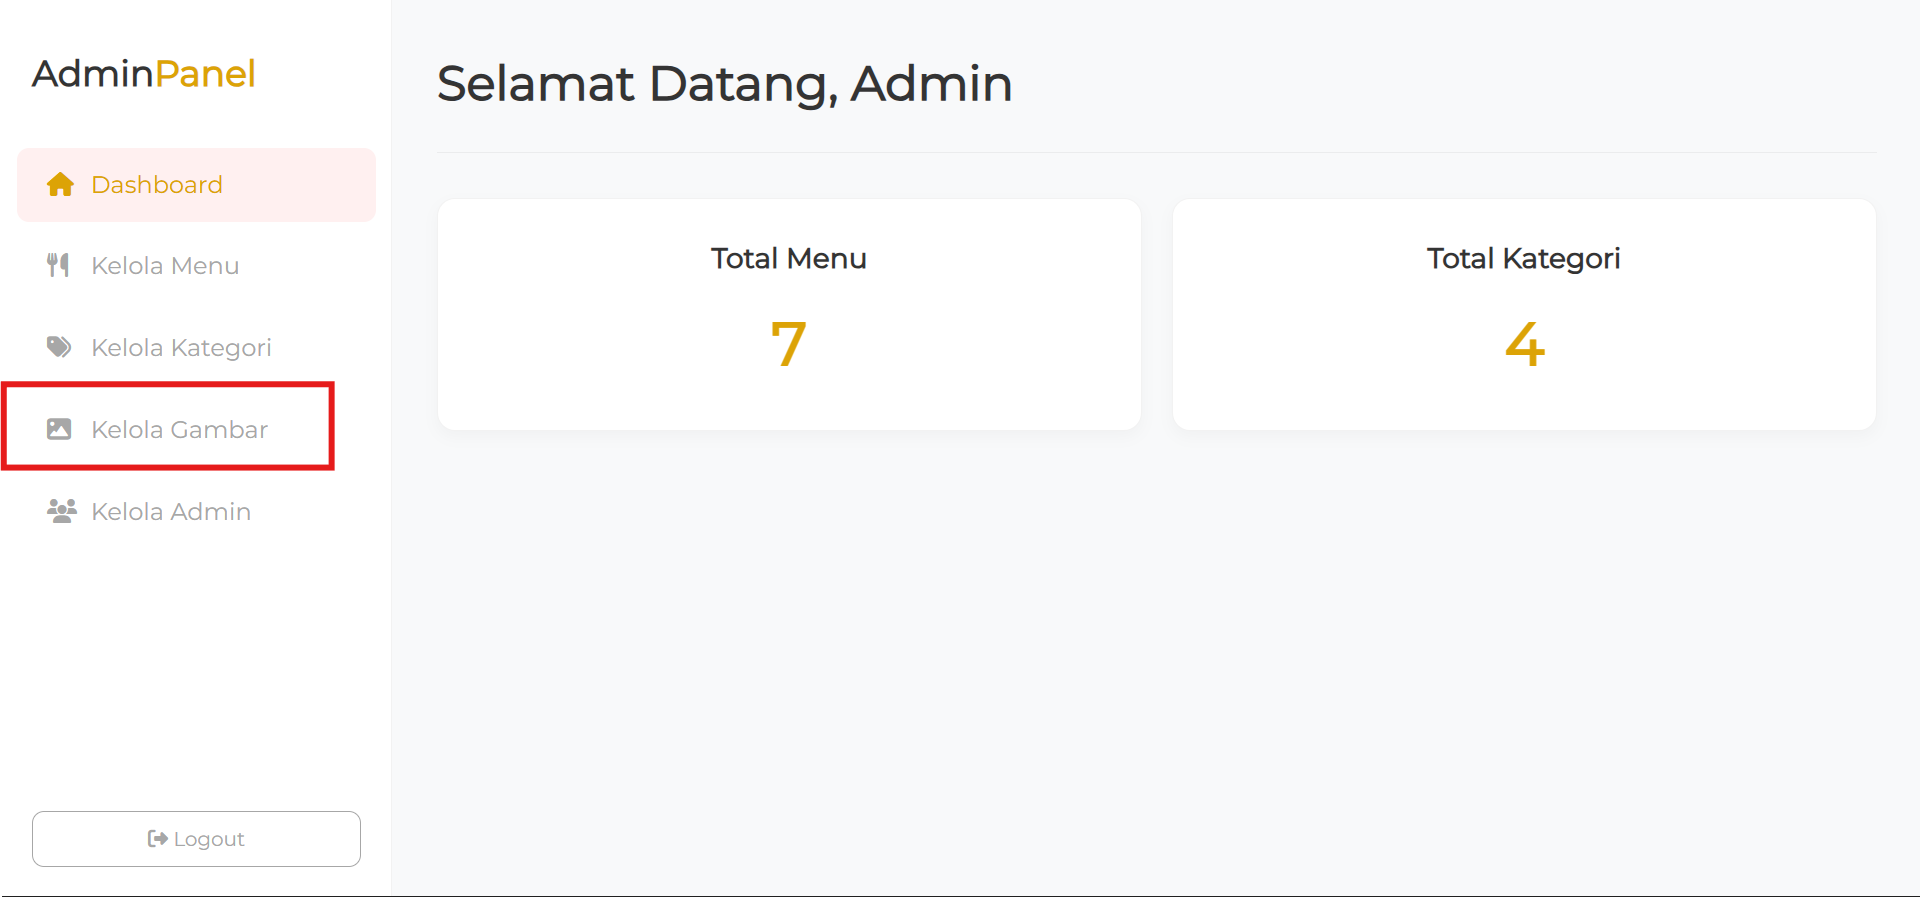 AdminPanel
Dashboard
Kelola Menu
Kelola Kategori
Kelola Gambar
Kelola Admin
Logout
Selamat Datang, Admin
Total Menu
7
Total Kategori
4